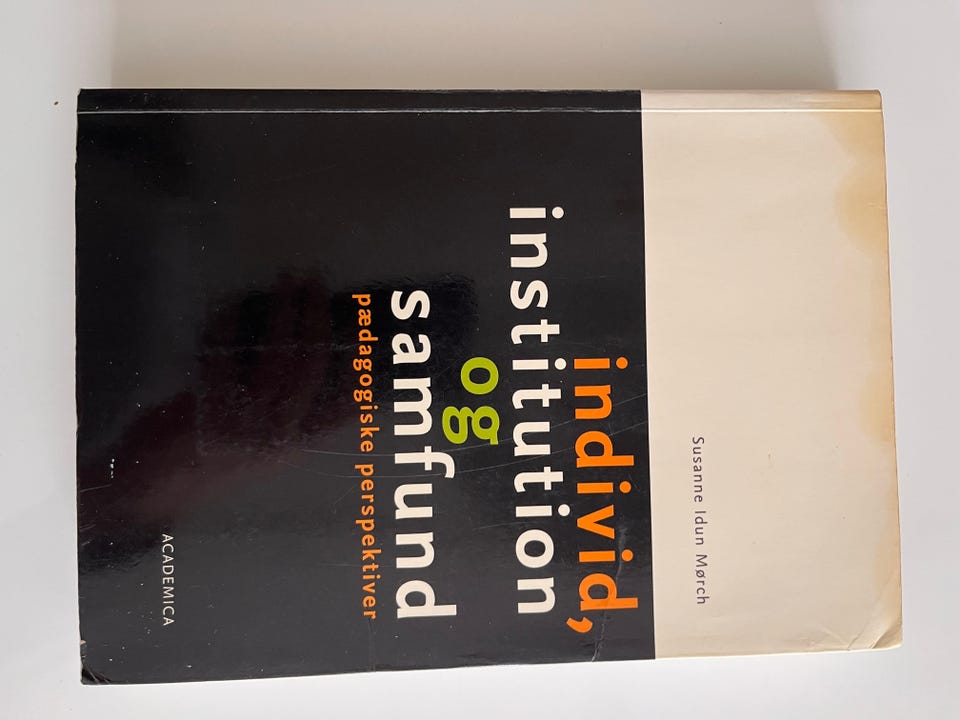 Susanne Idun Mørch
individ,
institution
og
samfund
pædagogiske perspektiver
ACADEMICA